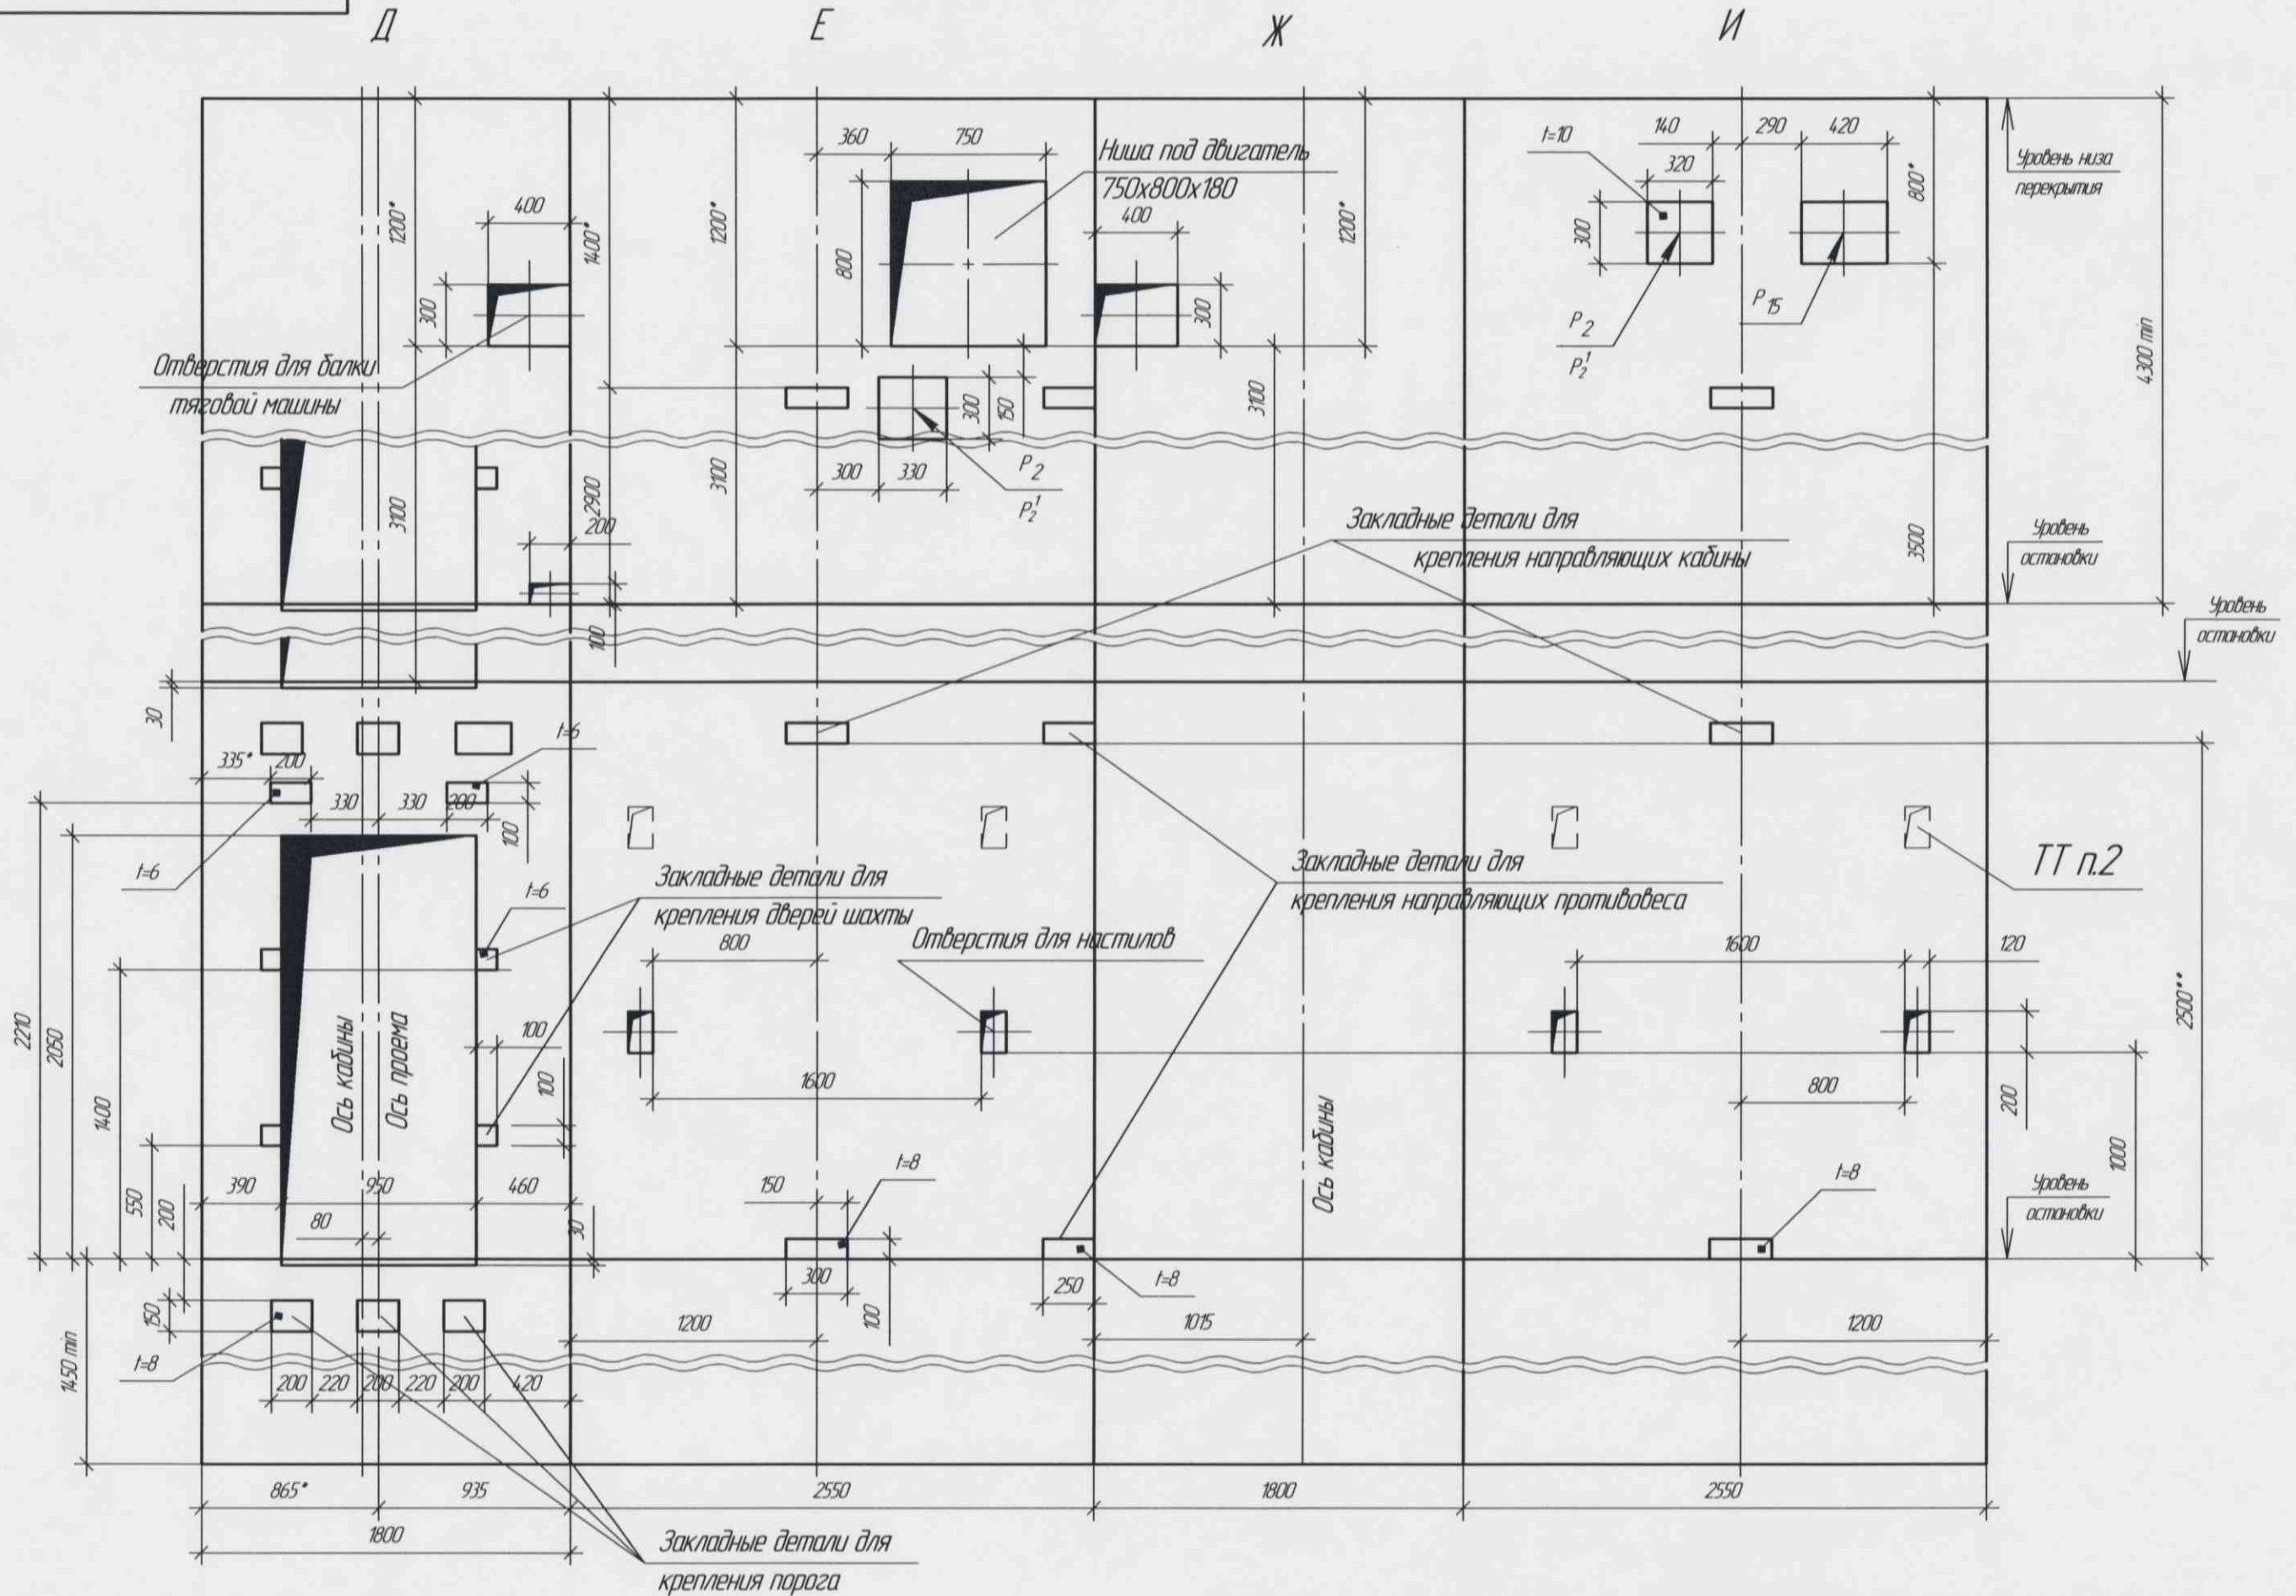 Д
Е
Ж
И
360
750
Ниша под двигатель
750х800х180
t=10
140
290
420
320
Уровень низа
перекрытия
1200*
400
1400*
1200*
800
400
1200*
300
800*
300
300
P₂
P₂¹
P₁₅
4300 min
Отверстия для балки
тяговой машины
3100
300
150
3100
300
330
P₂
P₂¹
3100
2900
200
Закладные детали для
крепления направляющих кабины
3500
Уровень
остановки
100
Уровень
остановки
30
335*
200
t=6
330
330
200
100
t=6
t=6
Закладные детали для
крепления дверей шахты
Закладные детали для
крепления направляющих противовеса
ТТ п.2
800
Отверстия для настилов
1600
120
2500**
2210
2050
1400
Ось кабины
Ось проема
100
100
1600
800
200
1000
Ось кабины
550
200
390
950
460
80
30
150
t=8
t=8
Уровень
остановки
300
100
250
t=8
150
t=8
1450 min
1200
1015
1200
200
220
200
220
200
420
865*
935
2550
1800
2550
1800
Закладные детали для
крепления порога